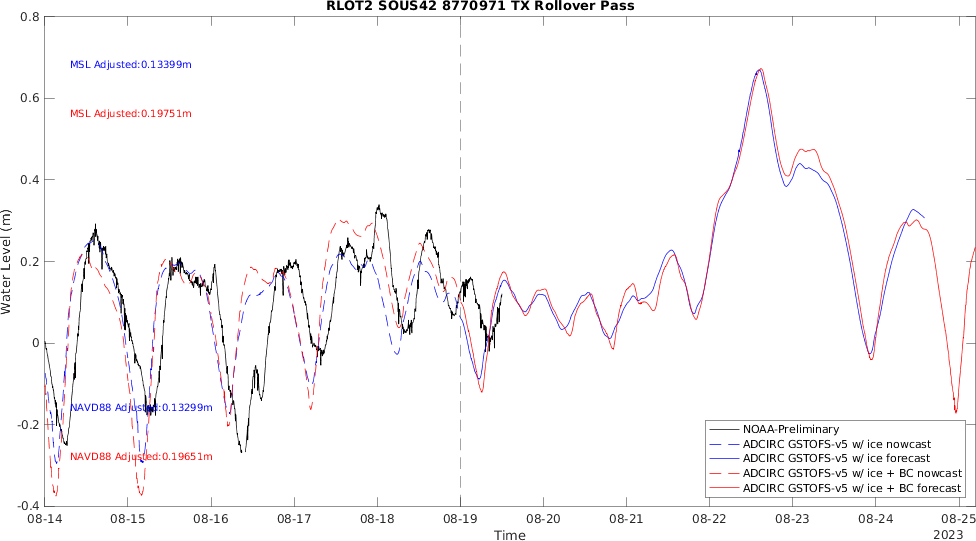 RLOT2 SOUS42 8770971 TX Rollover Pass
0.8
MSL Adjusted:0.13399m
0.6
MSL Adjusted:0.19751m
0.4
0.2
Water Level (m)
0
NAVD88 Adjusted:0.13299m
-0.2
NAVD88 Adjusted:0.19651m
NOAA-Preliminary
ADCIRC GSTOFS-v5 w/ ice nowcast
ADCIRC GSTOFS-v5 w/ ice forecast
ADCIRC GSTOFS-v5 w/ ice + BC nowcast
ADCIRC GSTOFS-v5 w/ ice + BC forecast
-0.4
08-14 08-15 08-16 08-17 08-18 08-19 08-20 08-21 08-22 08-23 08-24 08-25
Time
2023